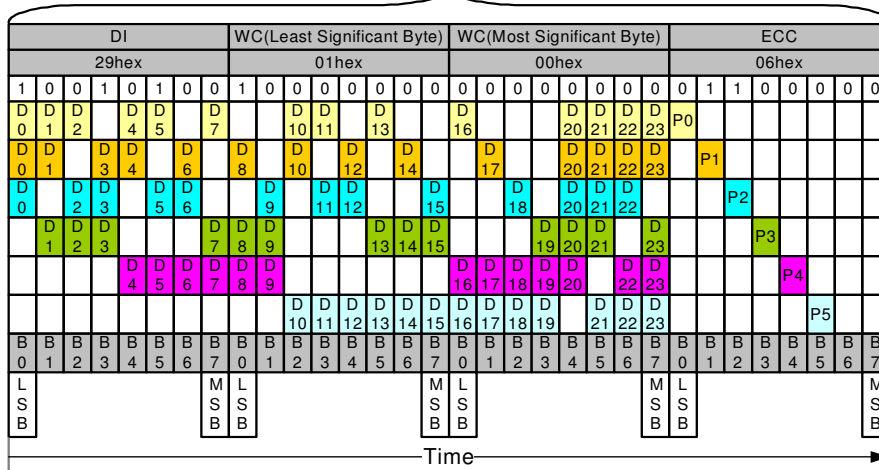 DI WC(Least Significant Byte) WC(Most Significant Byte) ECC
29hex 01hex 00hex 06hex
1 0 0 1 0 1 0 0 1 0 0 0 0 0 0 0 0 0 0 0 0 0 0 0 0 1 1 0 0 0 0 0
D0 D1 D2 D4 D5 D7 D10 D11 D13 D16 D20 D21 D22 D23 P0
D0 D1 D3 D4 D6 D8 D10 D12 D14 D17 D20 D21 D22 D23 P1
D0 D2 D3 D5 D6 D9 D11 D12 D15 D18 D20 D21 D22 P2
D1 D2 D3 D7 D8 D9 D13 D14 D15 D19 D20 D21 D23 P3
D4 D5 D6 D7 D8 D9 D16 D17 D18 D19 D20 D22 D23 P4
D10 D11 D12 D13 D14 D15 D16 D17 D18 D19 D21 D22 D23 P5
B0 B1 B2 B3 B4 B5 B6 B7 B0 B1 B2 B3 B4 B5 B6 B7 B0 B1 B2 B3 B4 B5 B6 B7 B0 B1 B2 B3 B4 B5 B6 B7
LSB MSB LSB MSB LSB MSB LSB MSB
Time